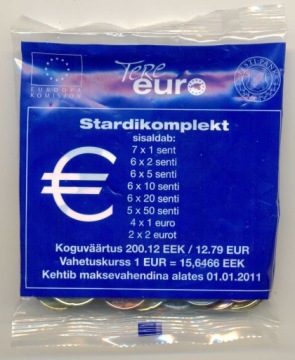 EUROOPA
KOMISJON
Tere
euro
EESTI PANK
Stardikomplekt
sisaldab:
7 x 1 sent
6 x 2 senti
6 x 5 senti
6 x 10 senti
6 x 20 senti
5 x 50 senti
4 x 1 euro
2 x 2 eurot
€
Koguväärtus 200.12 EEK / 12.79 EUR
Vahetuskurss 1 EUR = 15,6466 EEK
Kehtib maksevahendina alates 01.01.2011